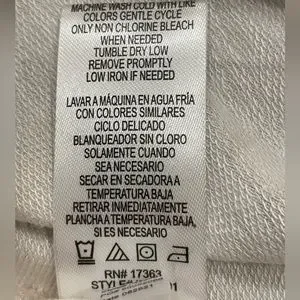 MACHINE WASH COLD WITH LIKE
COLORS GENTLE CYCLE
ONLY NON CHLORINE BLEACH
WHEN NEEDED
TUMBLE DRY LOW
REMOVE PROMPTLY
LOW IRON IF NEEDED
LAVAR A MÁQUINA EN AGUA FRÍA
CON COLORES SIMILARES
CICLO DELICADO
BLANQUEADOR SIN CLORO
SOLAMENTE CUANDO
SEA NECESARIO
SECAR EN SECADORA A
TEMPERATURA BAJA
RETIRAR INMEDIATAMENTE
PLANCHA A TEMPERATURA BAJA,
SI ES NECESARIO
RN# 17363
STYLE#